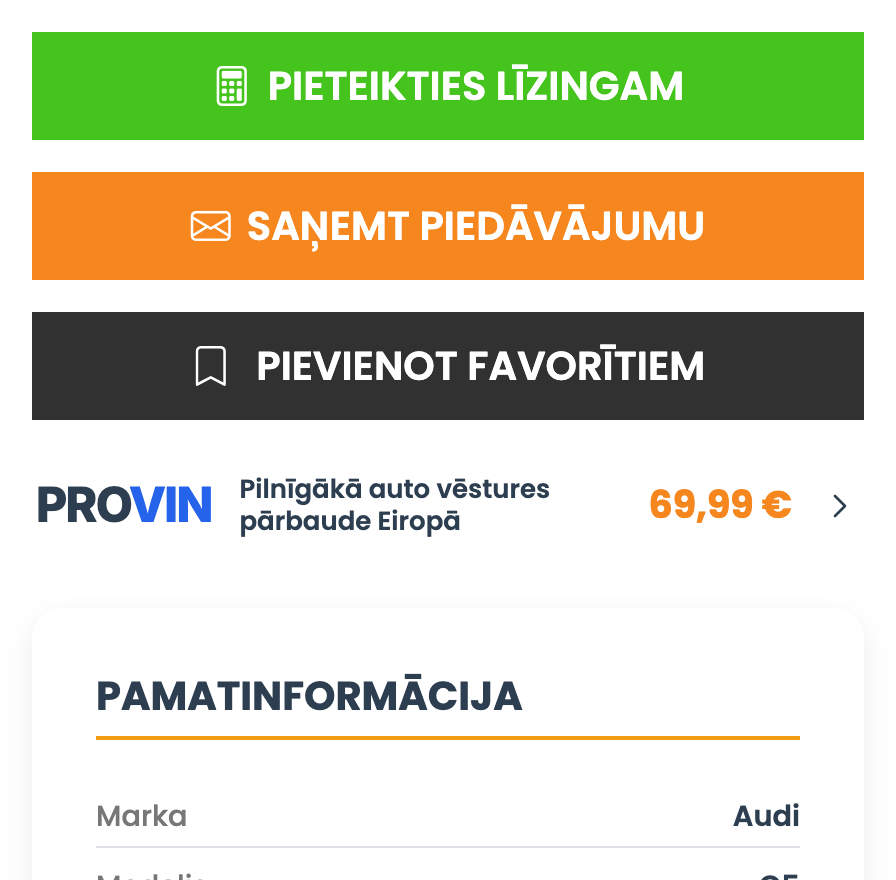 PIETEIKTIES LĪZINGAM
SAŅEMT PIEDĀVĀJUMU
PIEVIENOT FAVORĪTIEM
PROVIN
Pilnīgākā auto vēstures
pārbaude Eiropā
69,99 €
PAMATINFORMĀCIJA
Marka
Audi